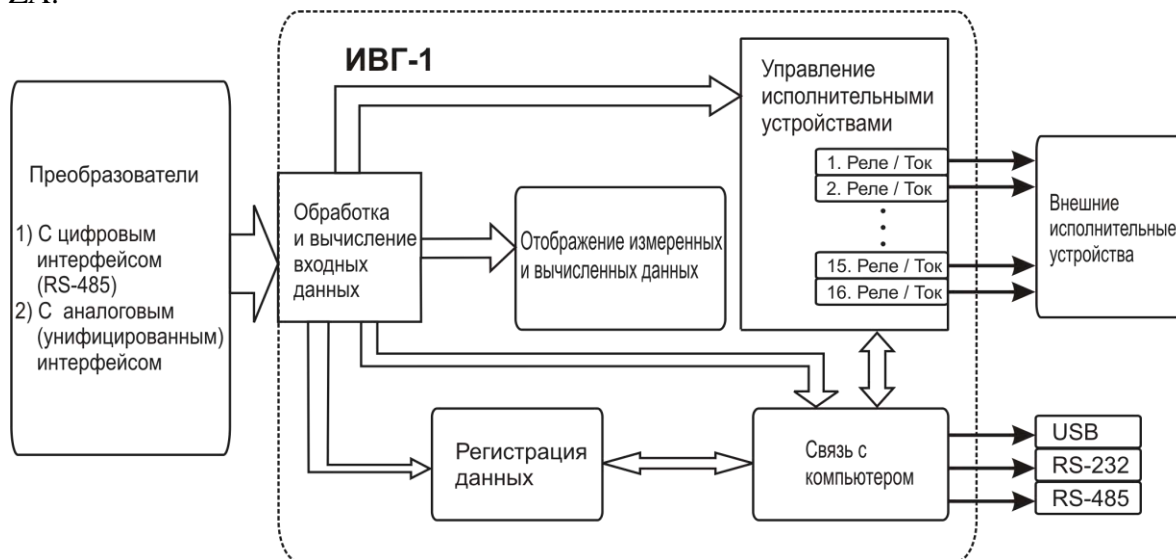 2А.
ИВГ-1
Преобразователи
1) С цифровым
интерфейсом
(RS-485)
2) С аналоговым
(унифицированным)
интерфейсом
Обработка
и вычисление
входных
данных
Отображение измеренных
и вычисленных данных
Управление
исполнительными
устройствами
1. Реле / Ток
2. Реле / Ток
15. Реле / Ток
16. Реле / Ток
Внешние
исполнительные
устройства
Регистрация
данных
Связь с
компьютером
USB
RS-232
RS-485